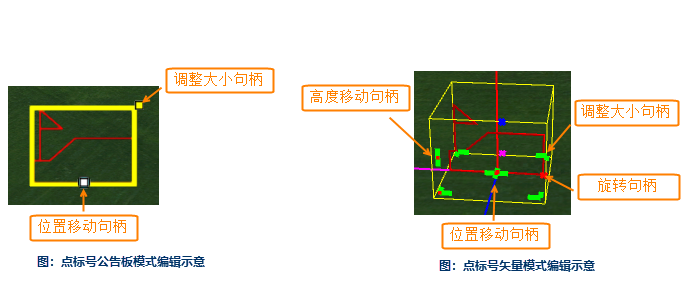 调整大小句柄
位置移动句柄
图：点标号公告板模式编辑示意
高度移动句柄
调整大小句柄
旋转句柄
位置移动句柄
图：点标号矢量模式编辑示意